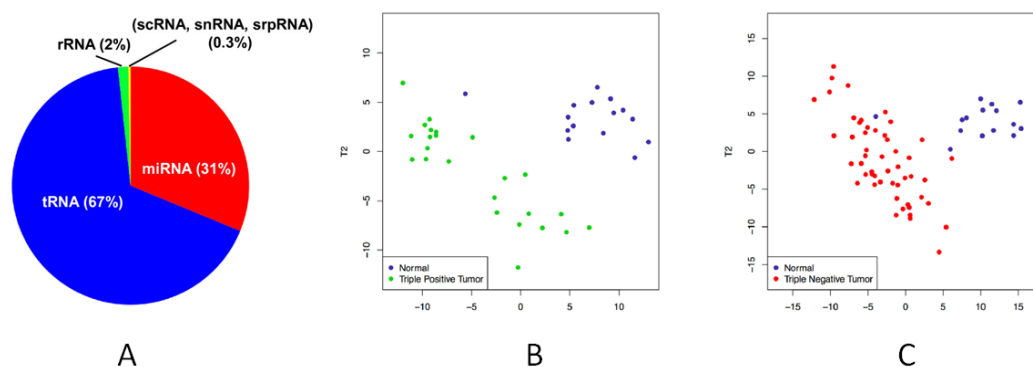 (scRNA, snRNA, srpRNA)
(0.3%)
rRNA (2%)
miRNA (31%)
tRNA (67%)
A
T2
10
5
0
−5
−10
Normal
Triple Positive Tumor
−10 −5 0 5 10
B
T2
15
10
5
0
−5
−10
−15
Normal
Triple Negative Tumor
−15 −10 −5 0 5 10 15
C